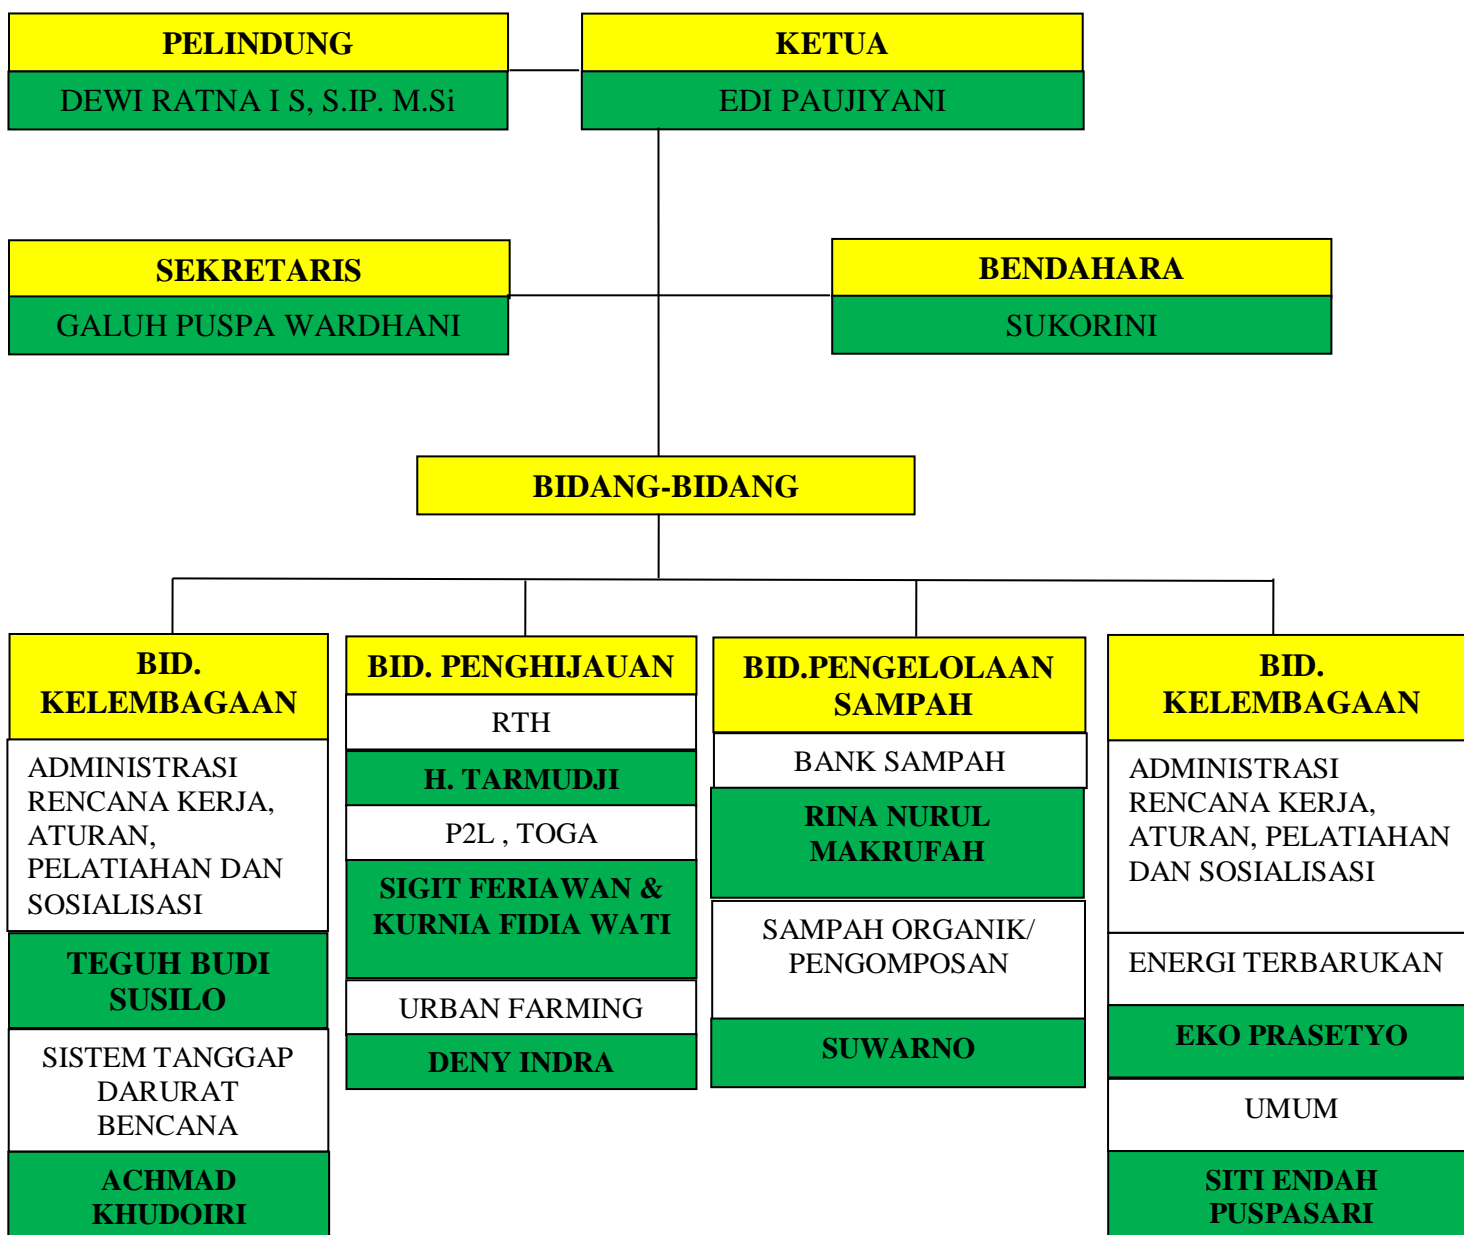 PELINDUNG
DEWI RATNA I S, S.IP. M.Si
KETUA
EDI PAUJIYANI
SEKRETARIS
GALUH PUSPA WARDHANI
BENDAHARA
SUKORINI
BIDANG-BIDANG
BID.
KELEMBAGAAN
ADMINISTRASI
RENCANA KERJA,
ATURAN,
PELATIAHAN DAN
SOSIALISASI
TEGUH BUDI
SUSILO
SISTEM TANGGAP
DARURAT
BENCANA
ACHMAD
KHUDOIRI
BID. PENGHIJAUAN
RTH
H. TARMUDJI
P2L , TOGA
SIGIT FERIAWAN &
KURNIA FIDIA WATI
URBAN FARMING
DENY INDRA
BID.PENGELOLAAN
SAMPAH
BANK SAMPAH
RINA NURUL
MAKRUFAH
SAMPAH ORGANIK/
PENGOMPOSAN
SUWARNO
BID.
KELEMBAGAAN
ADMINISTRASI
RENCANA KERJA,
ATURAN, PELATIAHAN
DAN SOSIALISASI
ENERGI TERBARUKAN
EKO PRASETYO
UMUM
SITI ENDAH
PUSPASARI